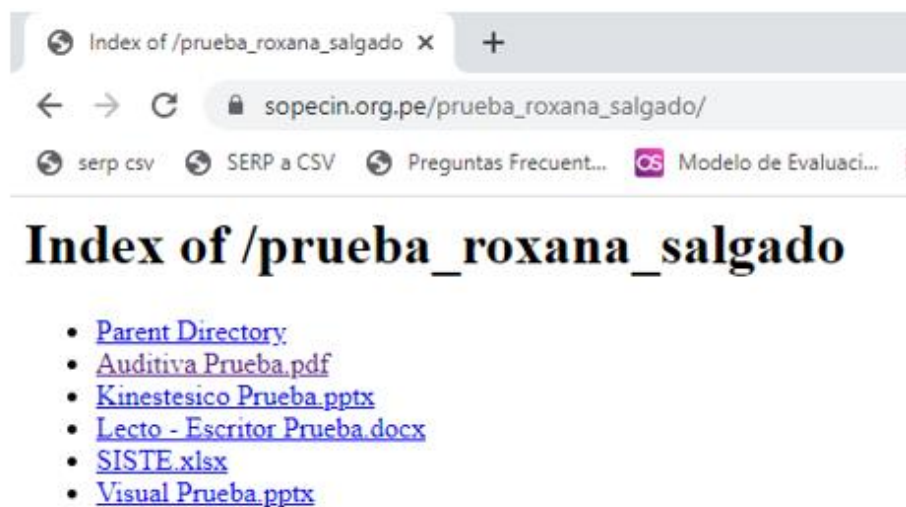 Index of /prueba_roxana_salgado
sopecin.org.pe/prueba_roxana_salgado/
serp csv SERP a CSV Preguntas Frecuent... OS Modelo de Evaluaci...
Index of /prueba_roxana_salgado
Parent Directory
Auditiva Prueba.pdf
Kinestesico Prueba.pptx
Lecto - Escritor Prueba.docx
SISTE.xlsx
Visual Prueba.pptx